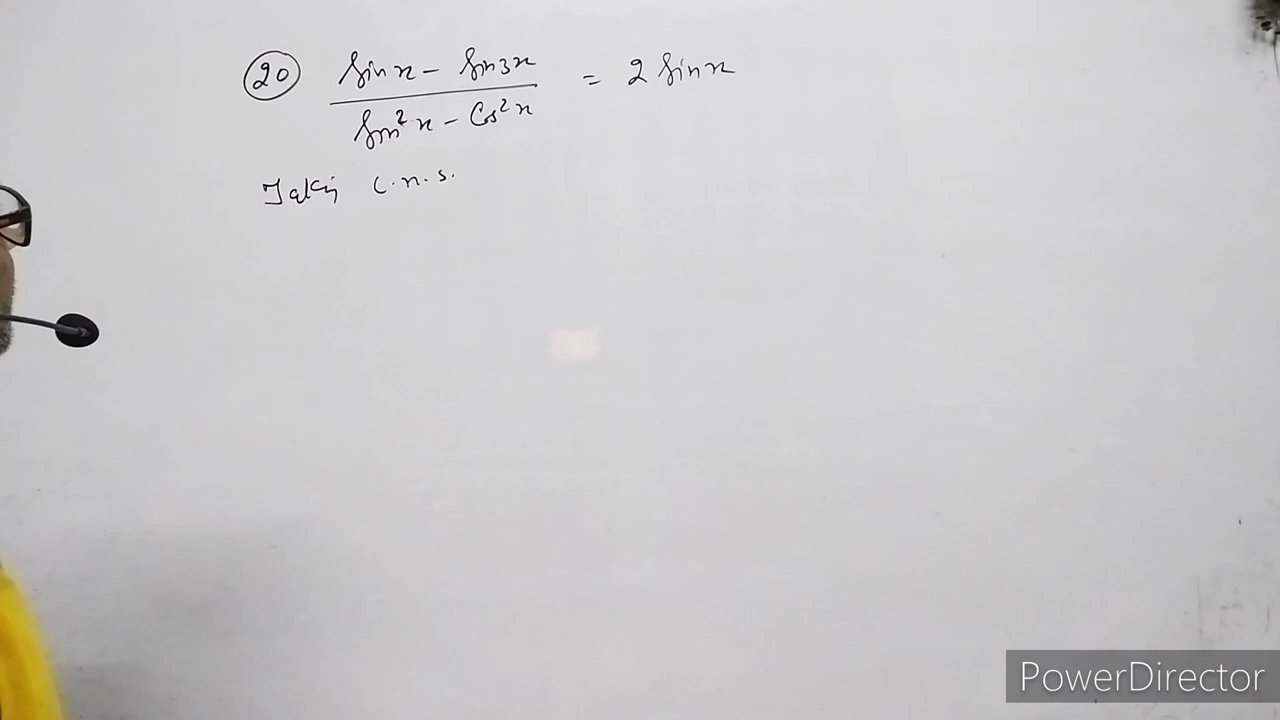 20 sin x - sin 3x / sin² x - cos² x = 2 sin x
Taking L.H.S.
PowerDirector